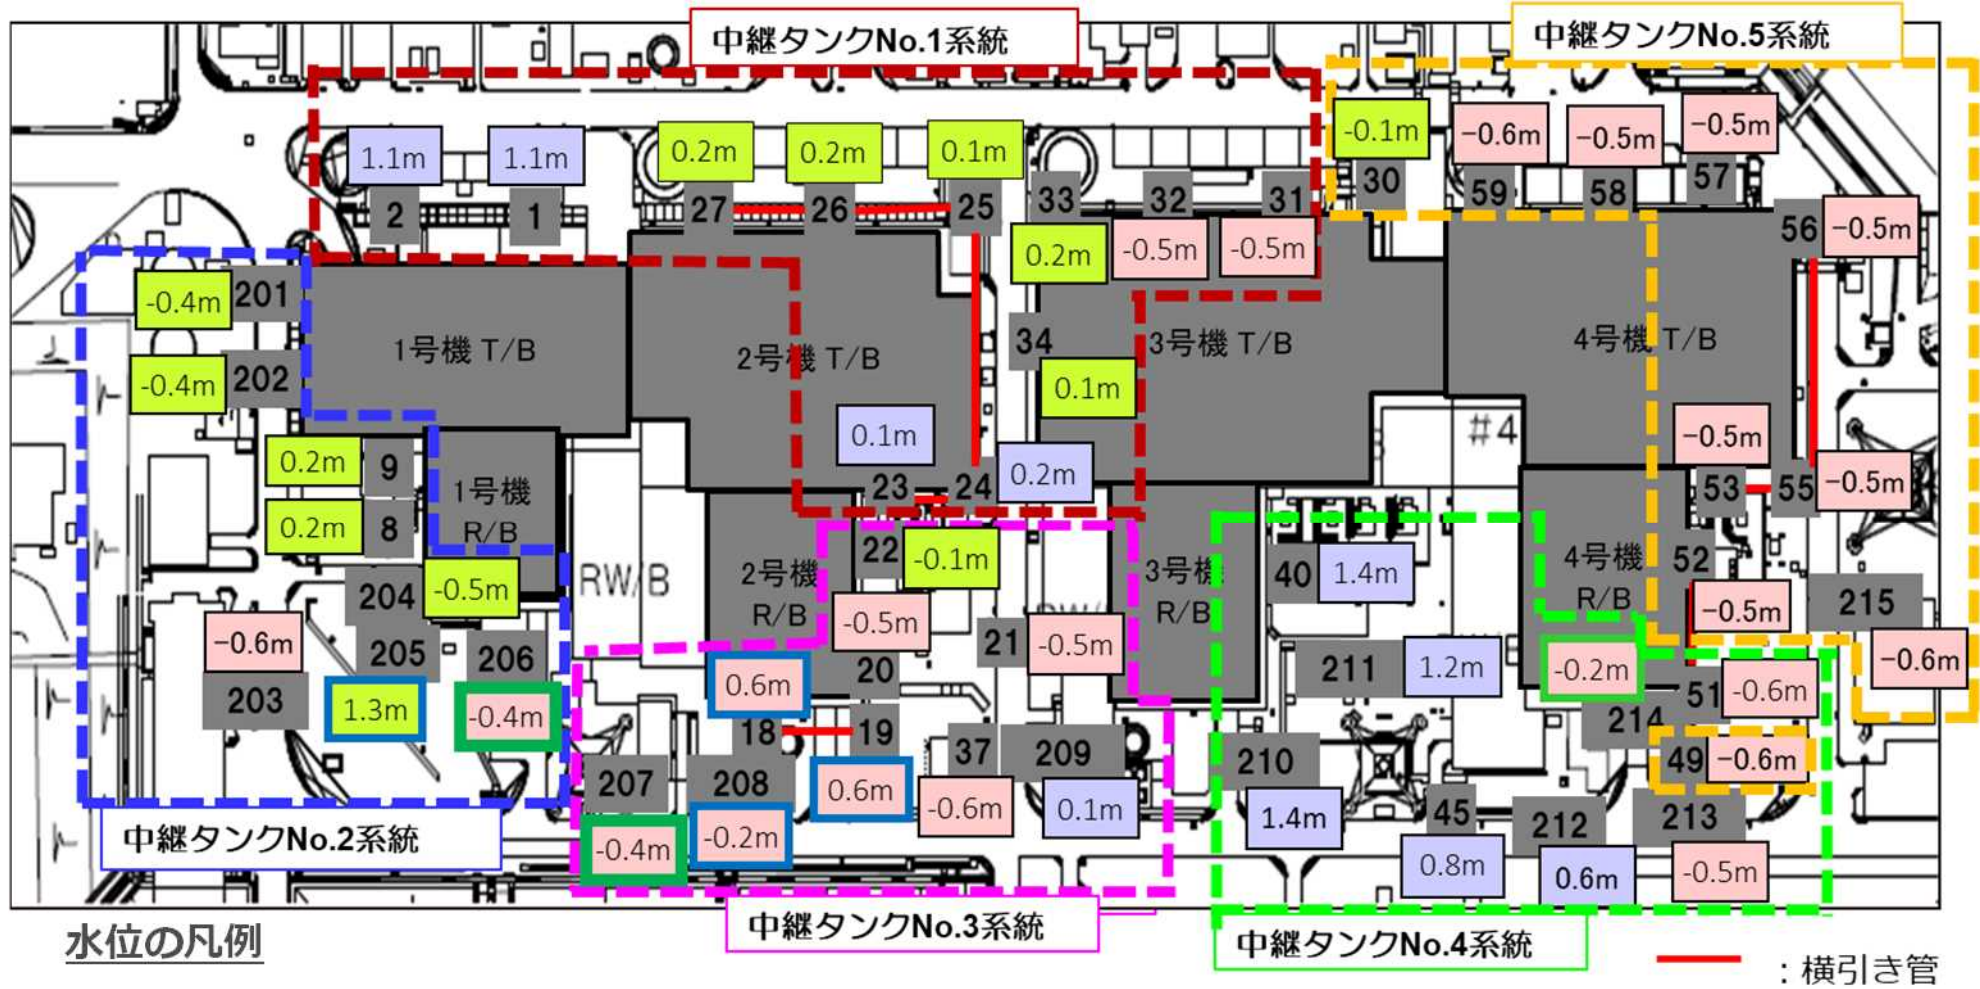 中継タンクNo.1系統
中継タンクNo.5系統
1.1m
1.1m
0.2m
0.2m
0.1m
-0.1m
−0.6m
−0.5m
−0.5m
2
1
27
26
25
33
32
31
30
59
58
57
56
−0.5m
0.2m
-0.5m
-0.5m
-0.4m
201
-0.4m
202
1号機 T/B
2号機 T/B
34
3号機 T/B
4号機 T/B
0.1m
0.1m
0.2m
#4
−0.5m
0.2m
9
0.2m
8
1号機
R/B
23
24
53
55
−0.5m
22
-0.1m
RW/B
2号機
R/B
3号機
R/B
40
1.4m
4号機
R/B
52
−0.5m
215
204
-0.5m
−0.6m
205
206
203
1.3m
-0.4m
-0.5m
21
-0.5m
20
0.6m
18
19
37
209
211
1.2m
-0.2m
51
-0.6m
−0.6m
214
49
−0.6m
207
208
0.6m
-0.6m
0.1m
210
1.4m
45
212
213
-0.4m
-0.2m
0.8m
0.6m
-0.5m
中継タンクNo.2系統
中継タンクNo.3系統
中継タンクNo.4系統
水位の凡例
：横引き管